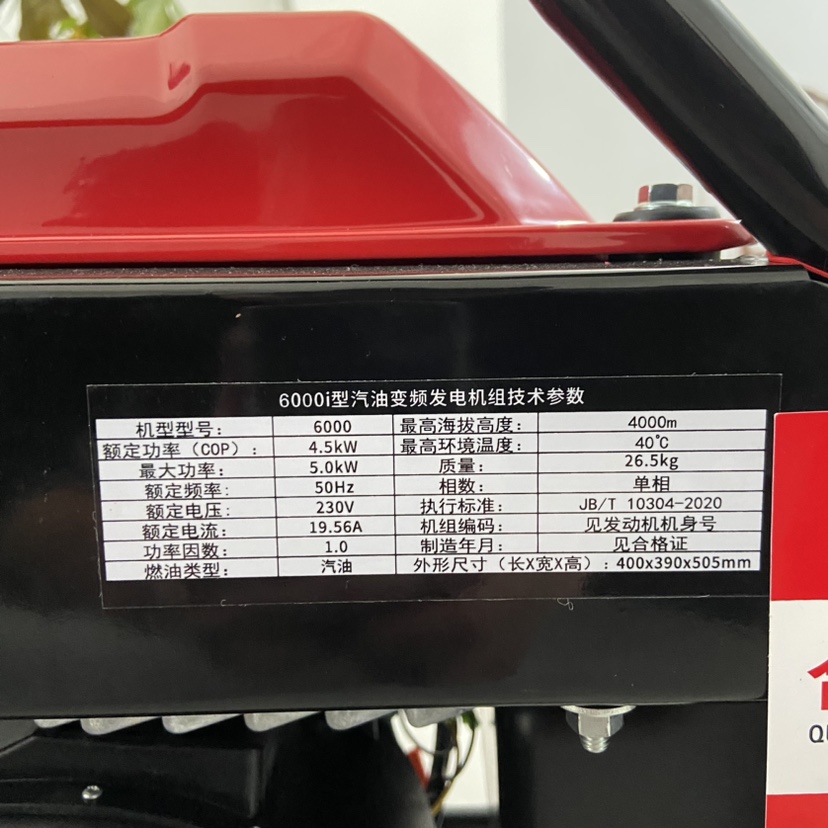 6000i型汽油变频发电机组技术参数
机型型号： 6000 最高海拔高度： 4000m
额定功率（COP）： 4.5kW 最高环境温度： 40℃
最大功率： 5.0kW 质量： 26.5kg
额定频率： 50Hz 相数： 单相
额定电压： 230V 执行标准： JB/T 10304-2020
额定电流： 19.56A 机组编码： 见发动机机身号
功率因数： 1.0 制造年月： 见合格证
燃油类型： 汽油 外形尺寸（长X宽X高）：400x390x505mm